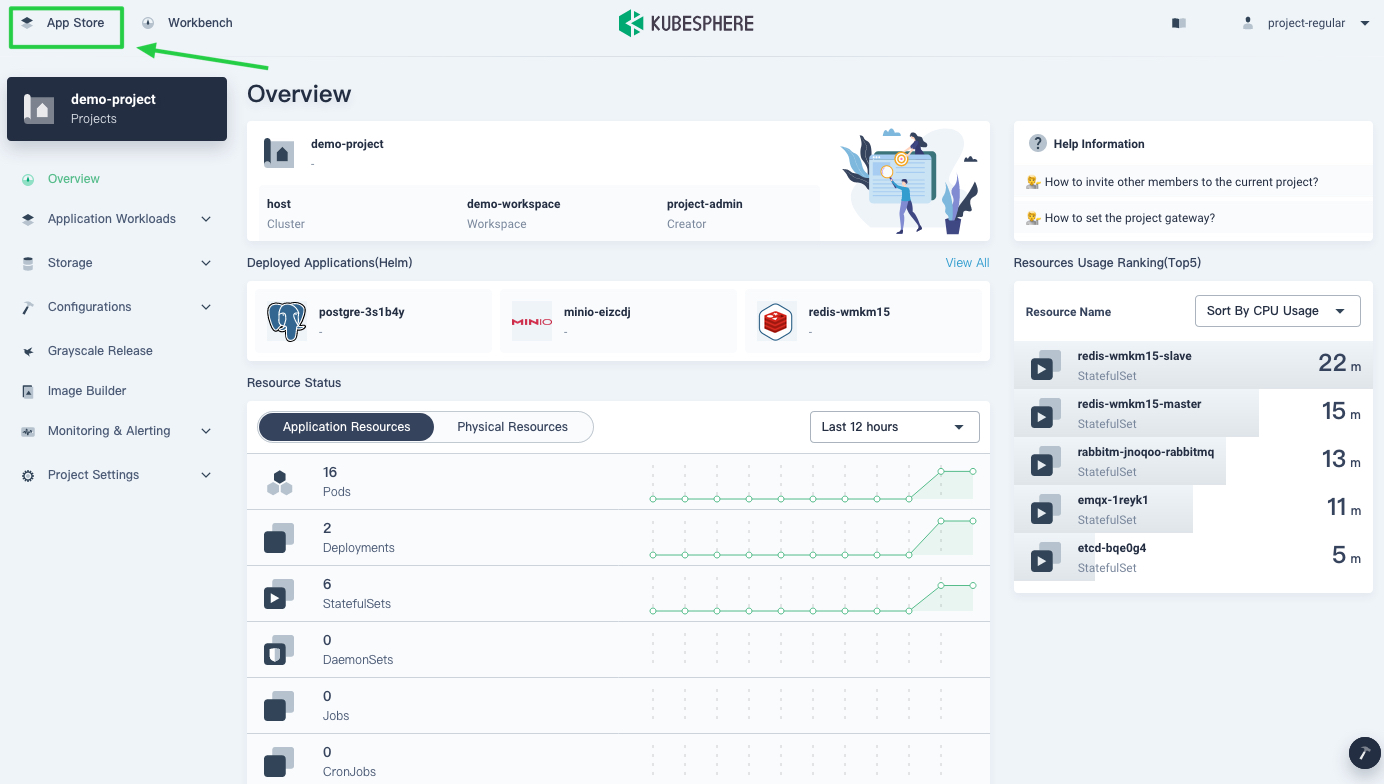 App Store
Workbench
KUBESPHERE
project-regular
demo-project
Projects
Overview
Application Workloads
Storage
Configurations
Grayscale Release
Image Builder
Monitoring & Alerting
Project Settings
Overview
demo-project
-
host
Cluster
demo-workspace
Workspace
project-admin
Creator
? Help Information
How to invite other members to the current project?
How to set the project gateway?
Deployed Applications(Helm)
View All
postgre-3s1b4y
-
MINIO
minio-eizcdj
-
redis-wmkm15
-
Resource Status
Application Resources
Physical Resources
Last 12 hours
16
Pods
2
Deployments
6
StatefulSets
0
DaemonSets
0
Jobs
0
CronJobs
Resources Usage Ranking(Top5)
Resource Name
Sort By CPU Usage
redis-wmkm15-slave
StatefulSet
22 m
redis-wmkm15-master
StatefulSet
15 m
rabbitm-jnoqoo-rabbitmq
StatefulSet
13 m
emqx-1reyk1
StatefulSet
11 m
etcd-bqe0g4
StatefulSet
5 m